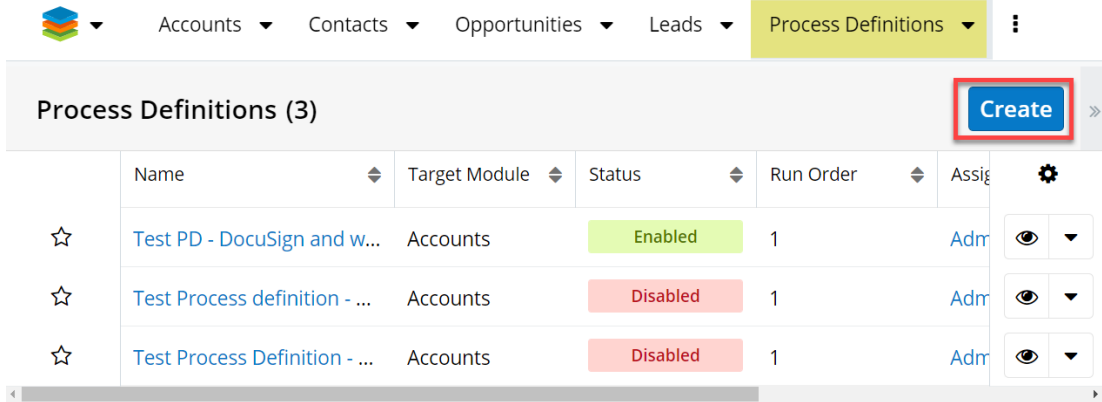 Accounts Contacts Opportunities Leads Process Definitions
Process Definitions (3)
Create
Name Target Module Status Run Order Assig
Test PD - DocuSign and w... Accounts Enabled 1 Adm
Test Process definition - ... Accounts Disabled 1 Adm
Test Process Definition - ... Accounts Disabled 1 Adm